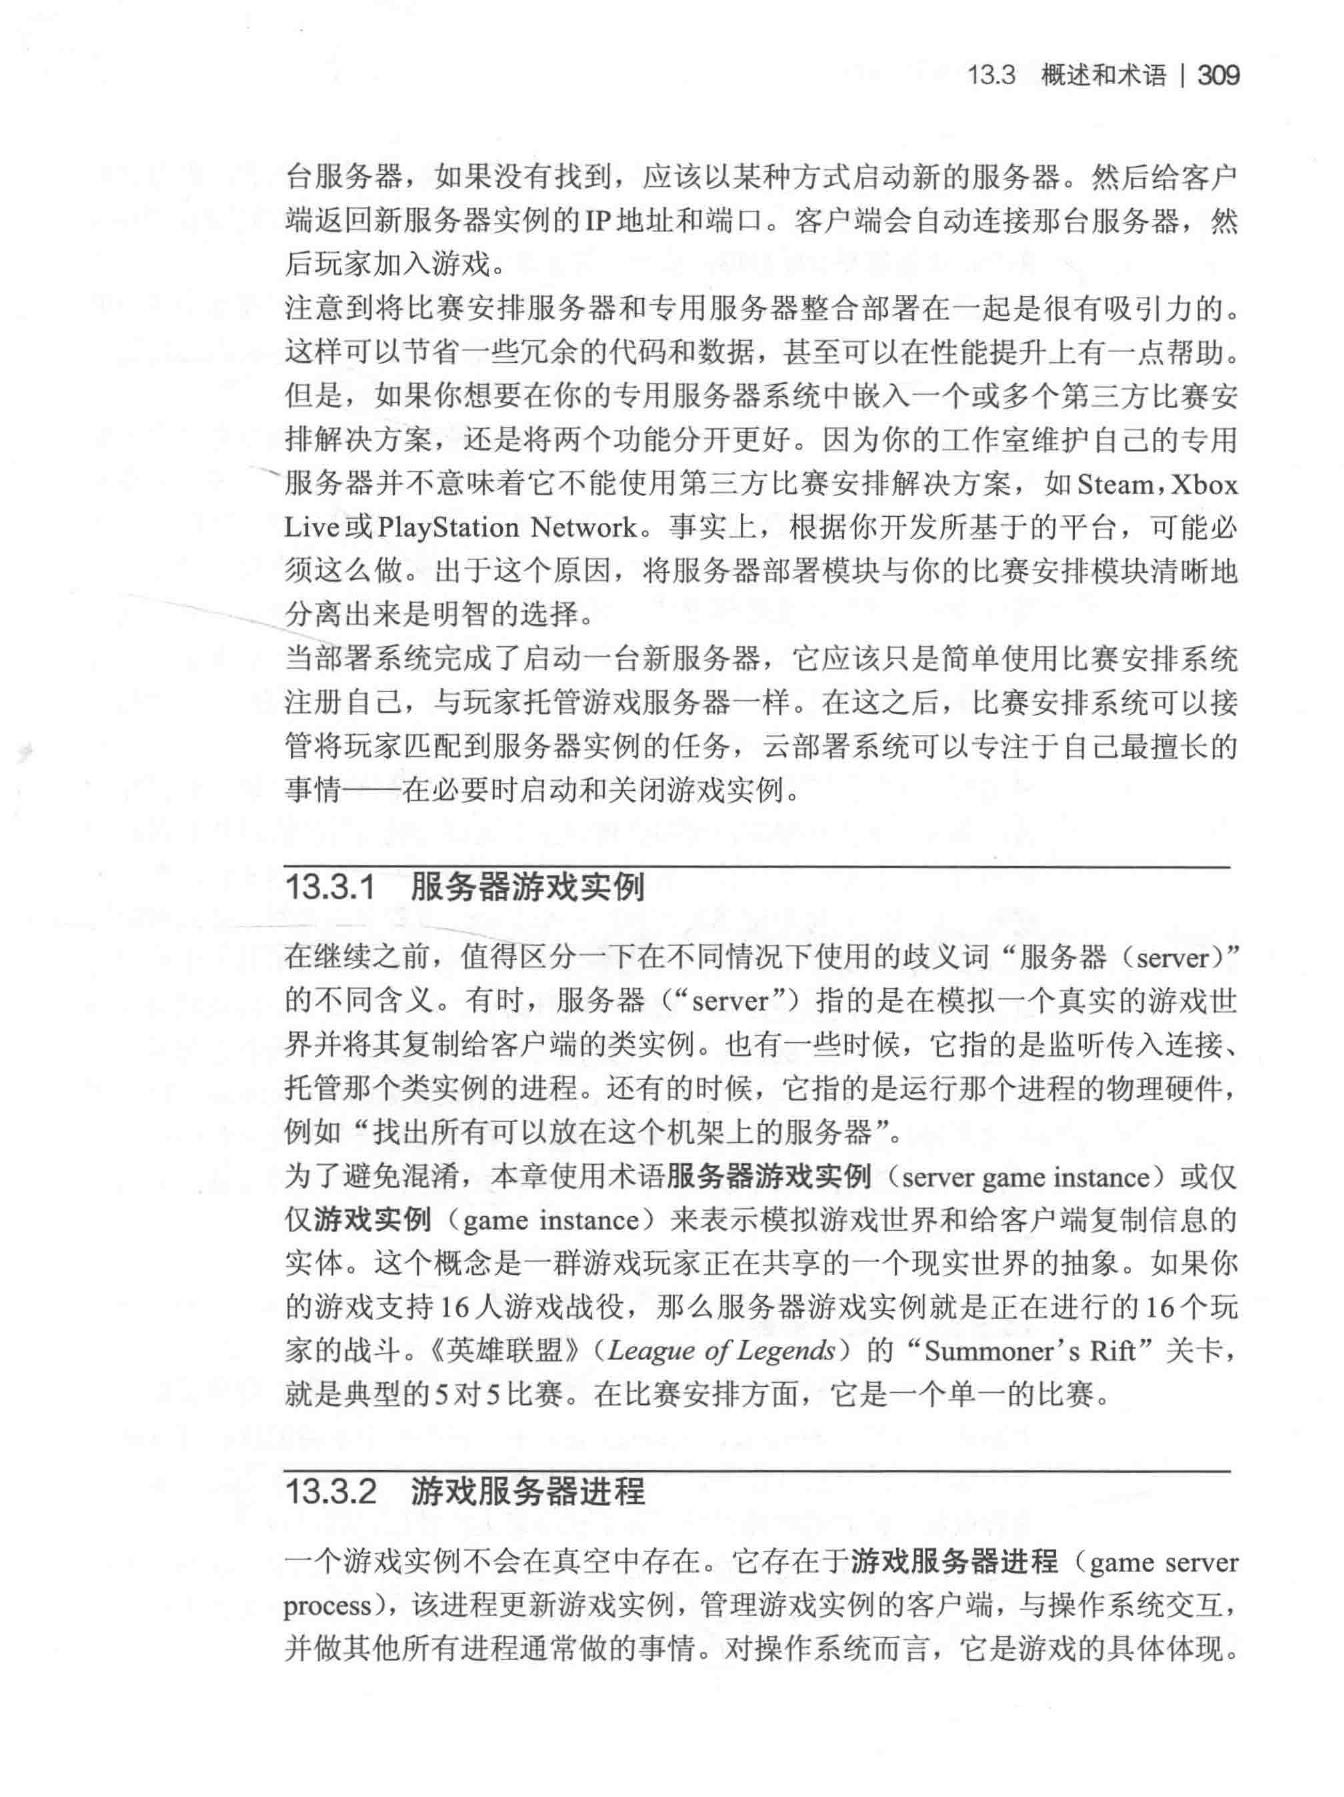 13.3 概述和术语 | 309
台服务器，如果没有找到，应该以某种方式启动新的服务器。然后给客户
端返回新服务器实例的IP地址和端口。客户端会自动连接那台服务器，然
后玩家加入游戏。
注意到将比赛安排服务器和专用服务器整合部署在一起是很有吸引力的。
这样可以节省一些冗余的代码和数据，甚至可以在性能提升上有一点帮助。
但是，如果你想要在你的专用服务器系统中嵌入一个或多个第三方比赛安
排解决方案，还是将两个功能分开更好。因为你的工作室维护自己的专用
服务器并不意味着它不能使用第三方比赛安排解决方案，如Steam，Xbox
Live或PlayStation Network。事实上，根据你开发所基于的平台，可能必
须这么做。出于这个原因，将服务器部署模块与你的比赛安排模块清晰地
分离出来是明智的选择。
当部署系统完成了启动一台新服务器，它应该只是简单使用比赛安排系统
注册自己，与玩家托管游戏服务器一样。在这之后，比赛安排系统可以接
管将玩家匹配到服务器实例的任务，云部署系统可以专注于自己最擅长的
事情——在必要时启动和关闭游戏实例。
13.3.1 服务器游戏实例
在继续之前，值得区分一下在不同情况下使用的歧义词“服务器（server）”
的不同含义。有时，服务器（“server”）指的是在模拟一个真实的游戏世
界并将其复制给客户端的类实例。也有一些时候，它指的是监听传入连接、
托管那个类实例的进程。还有的时候，它指的是运行那个进程的物理硬件，
例如“找出所有可以放在这个机架上的服务器”。
为了避免混淆，本章使用术语服务器游戏实例（server game instance）或仅
仅游戏实例（game instance）来表示模拟游戏世界和给客户端复制信息的
实体。这个概念是一群游戏玩家正在共享的一个现实世界的抽象。如果你
的游戏支持16人游戏战役，那么服务器游戏实例就是正在进行的16个玩
家的战斗。《英雄联盟》（League of Legends）的“Summoner’s Rift”关卡，
就是典型的5对5比赛。在比赛安排方面，它是一个单一的比赛。
13.3.2 游戏服务器进程
一个游戏实例不会在真空中存在。它存在于游戏服务器进程（game server
process），该进程更新游戏实例，管理游戏实例的客户端，与操作系统交互，
并做其他所有进程通常做的事情。对操作系统而言，它是游戏的具体体现。